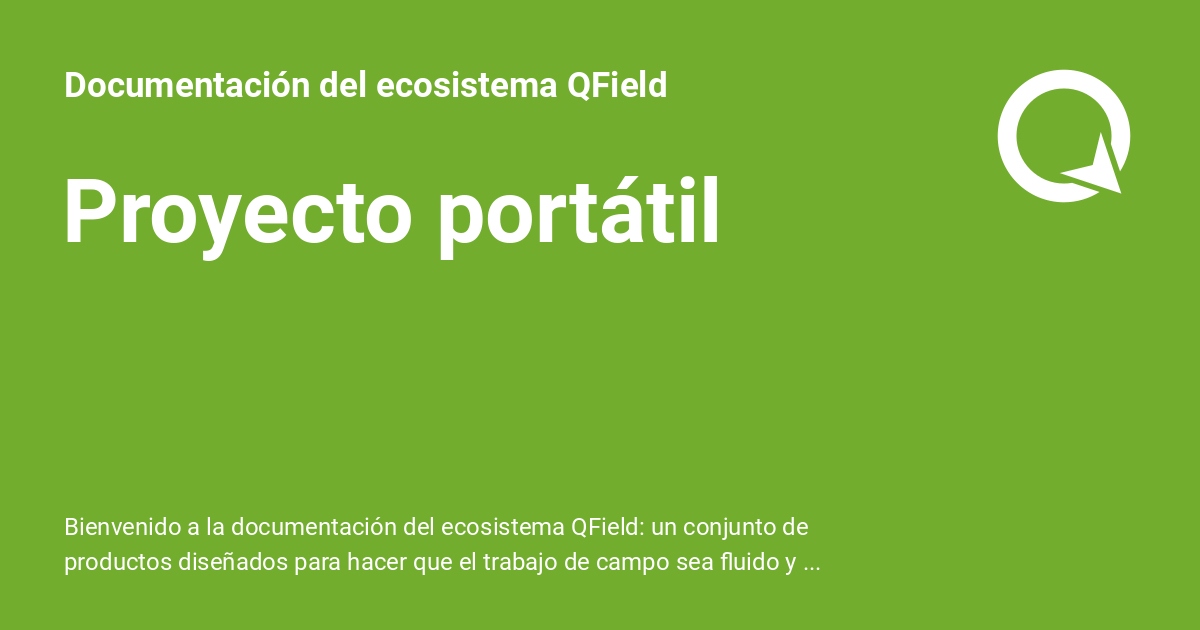 Documentación del ecosistema QField
Proyecto portátil
Bienvenido a la documentación del ecosistema QField: un conjunto de
productos diseñados para hacer que el trabajo de campo sea fluido y ...